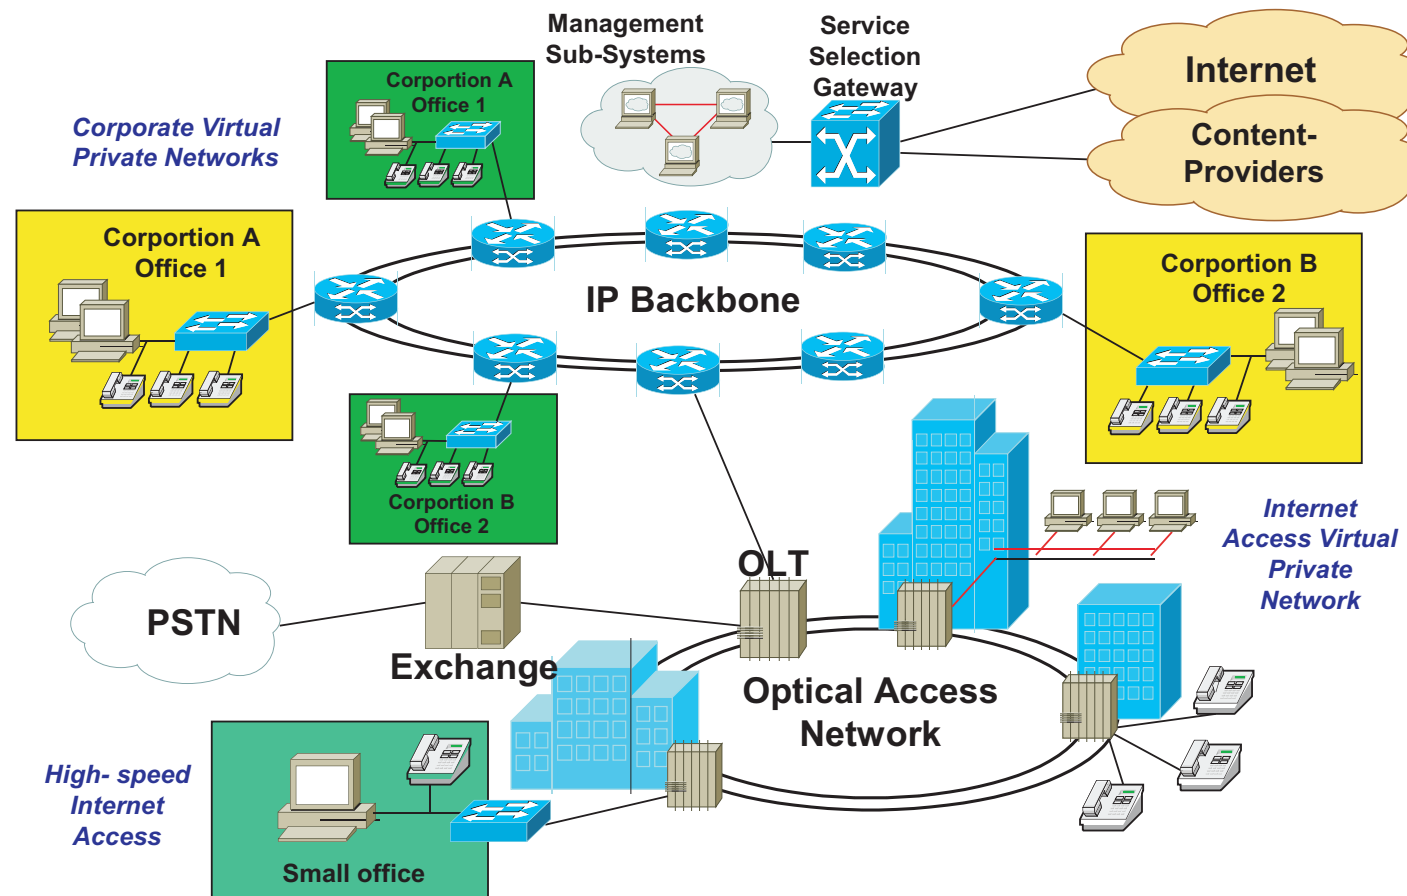 Management
Sub-Systems
Service
Selection
Gateway
Internet
Content-
Providers
Corportion A
Office 1
Corporate Virtual
Private Networks
Corportion A
Office 1
IP Backbone
Corportion B
Office 2
Corportion B
Office 2
Internet
Access Virtual
Private
Network
OLT
PSTN
Exchange
Optical Access
Network
High- speed
Internet
Access
Small office